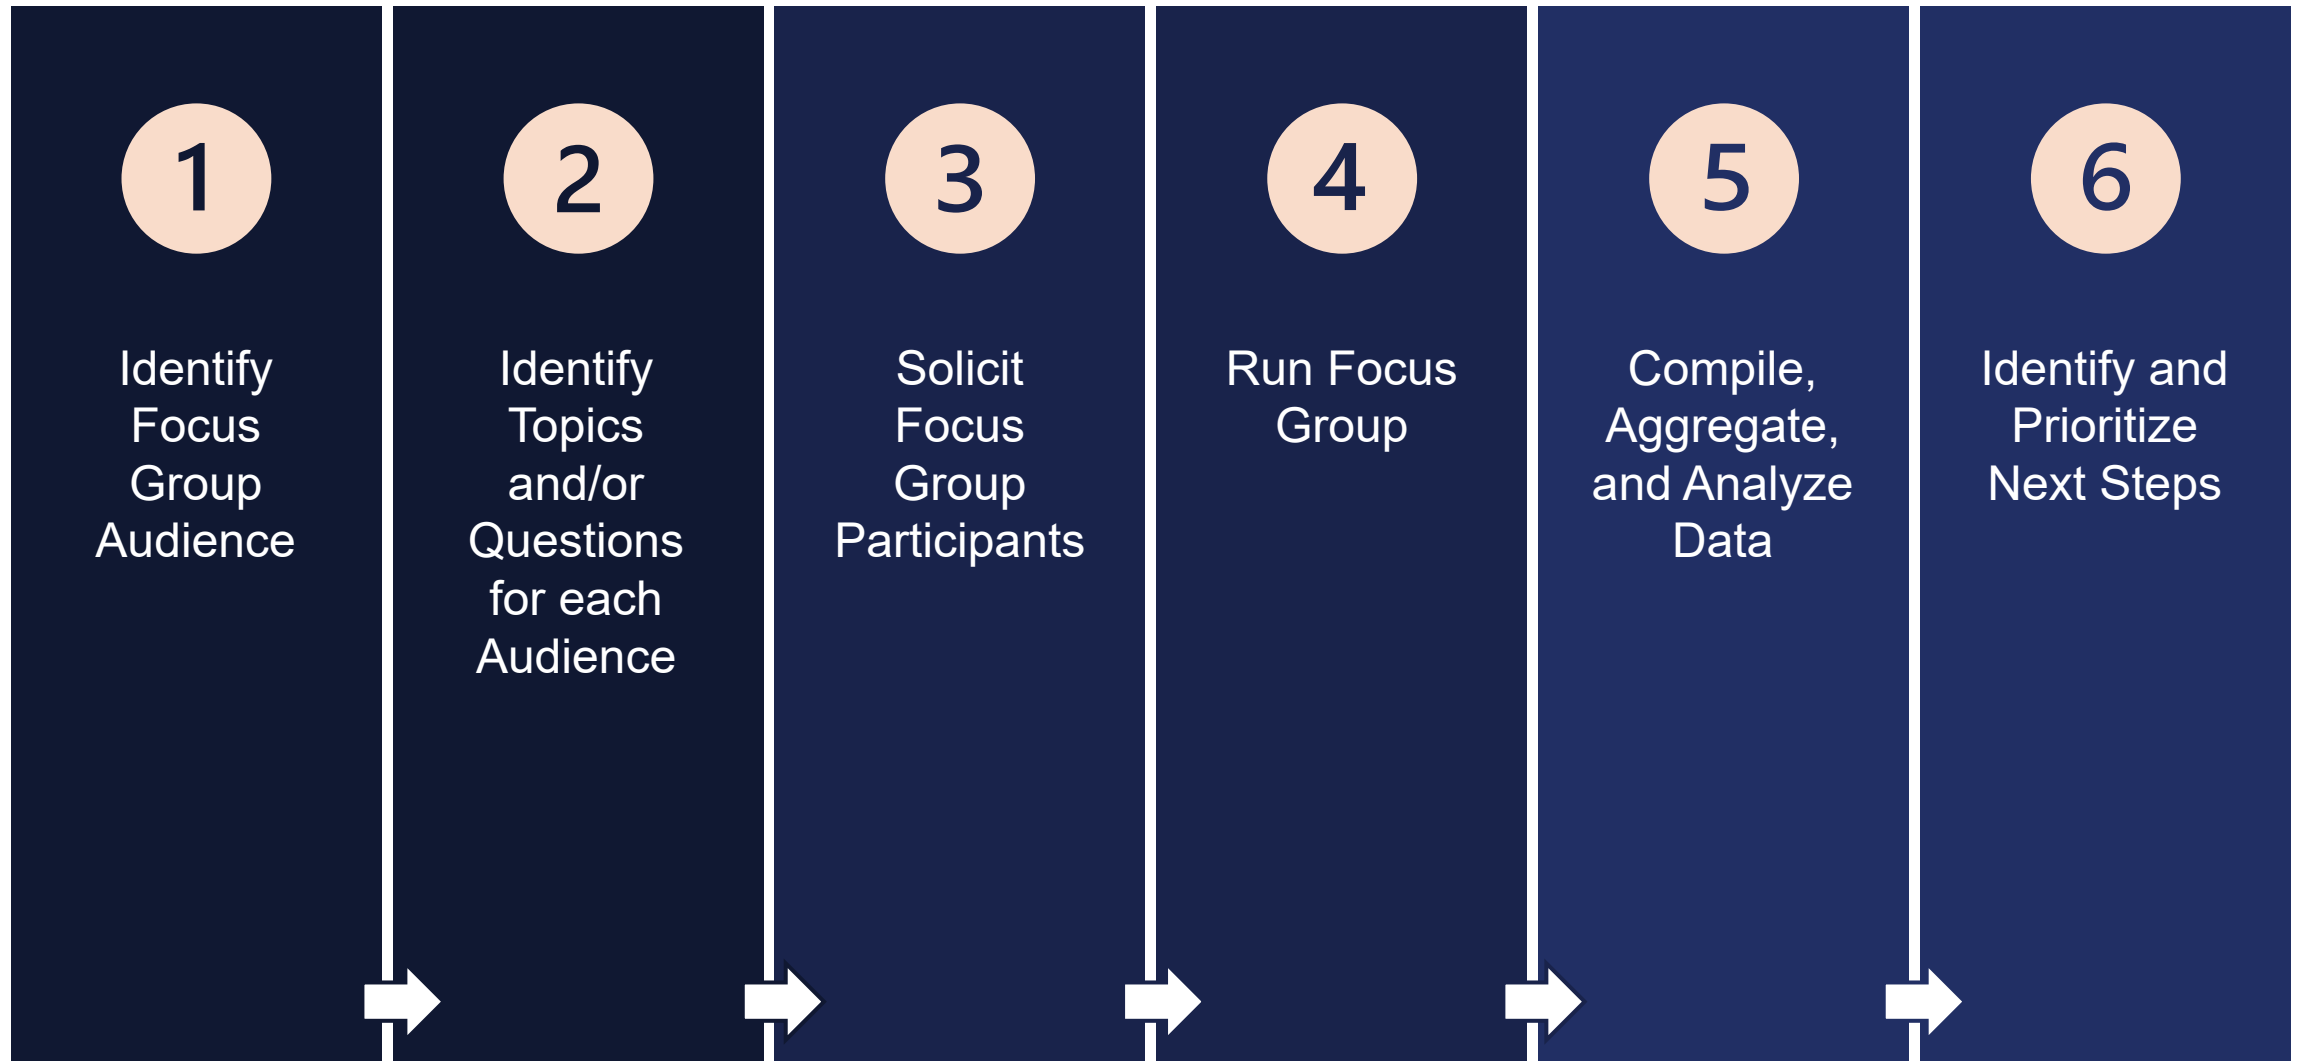 1
Identify
Focus
Group
Audience
2
Identify
Topics
and/or
Questions
for each
Audience
3
Solicit
Focus
Group
Participants
4
Run Focus
Group
5
Compile,
Aggregate,
and Analyze
Data
6
Identify and
Prioritize
Next Steps